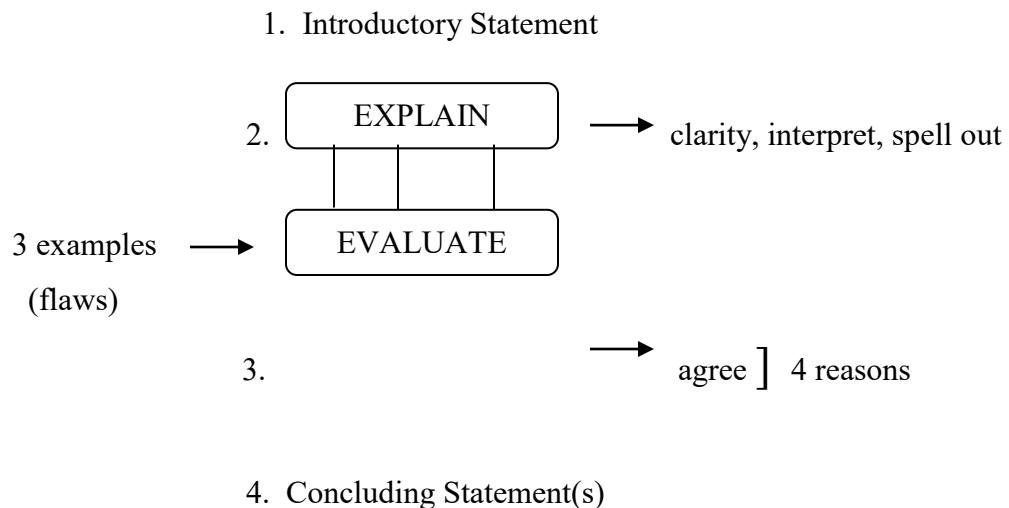 1. Introductory Statement
EXPLAIN
2.
clarity, interpret, spell out
3 examples
EVALUATE
(flaws)
3.
agree ] 4 reasons
4. Concluding Statement(s)